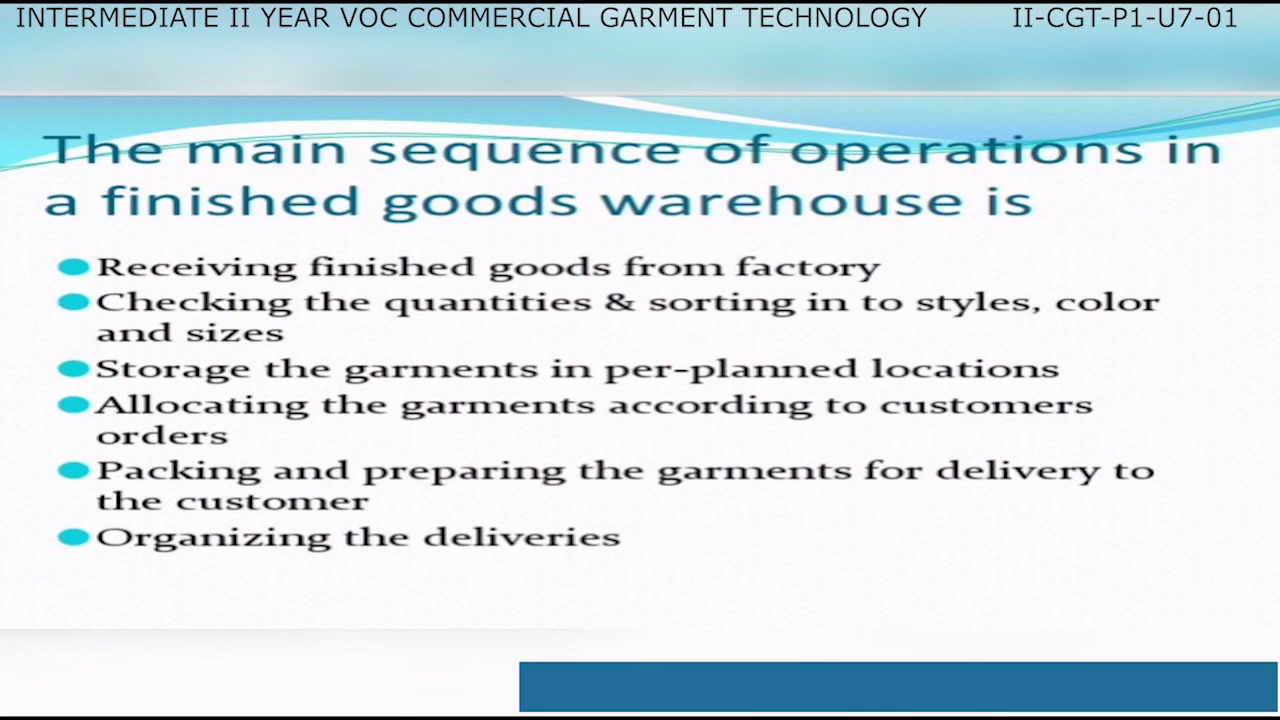 INTERMEDIATE II YEAR VOC COMMERCIAL GARMENT TECHNOLOGY II-CGT-P1-U7-01
The main sequence of operations in
a finished goods warehouse is
Receiving finished goods from factory
Checking the quantities & sorting in to styles, color
and sizes
Storage the garments in per-planned locations
Allocating the garments according to customers
orders
Packing and preparing the garments for delivery to
the customer
Organizing the deliveries